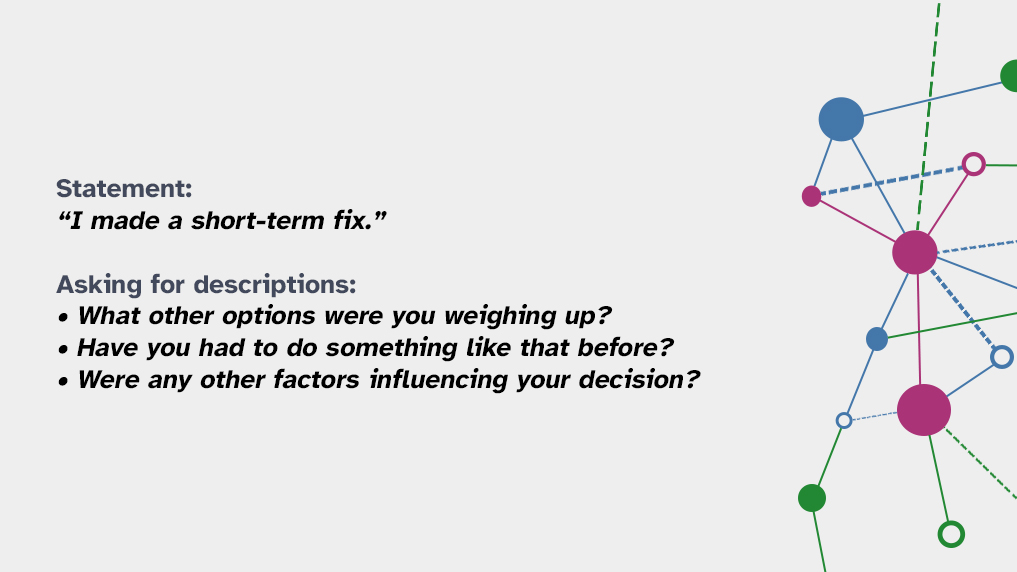 Statement:
“I made a short-term fix.”
Asking for descriptions:
• What other options were you weighing up?
• Have you had to do something like that before?
• Were any other factors influencing your decision?